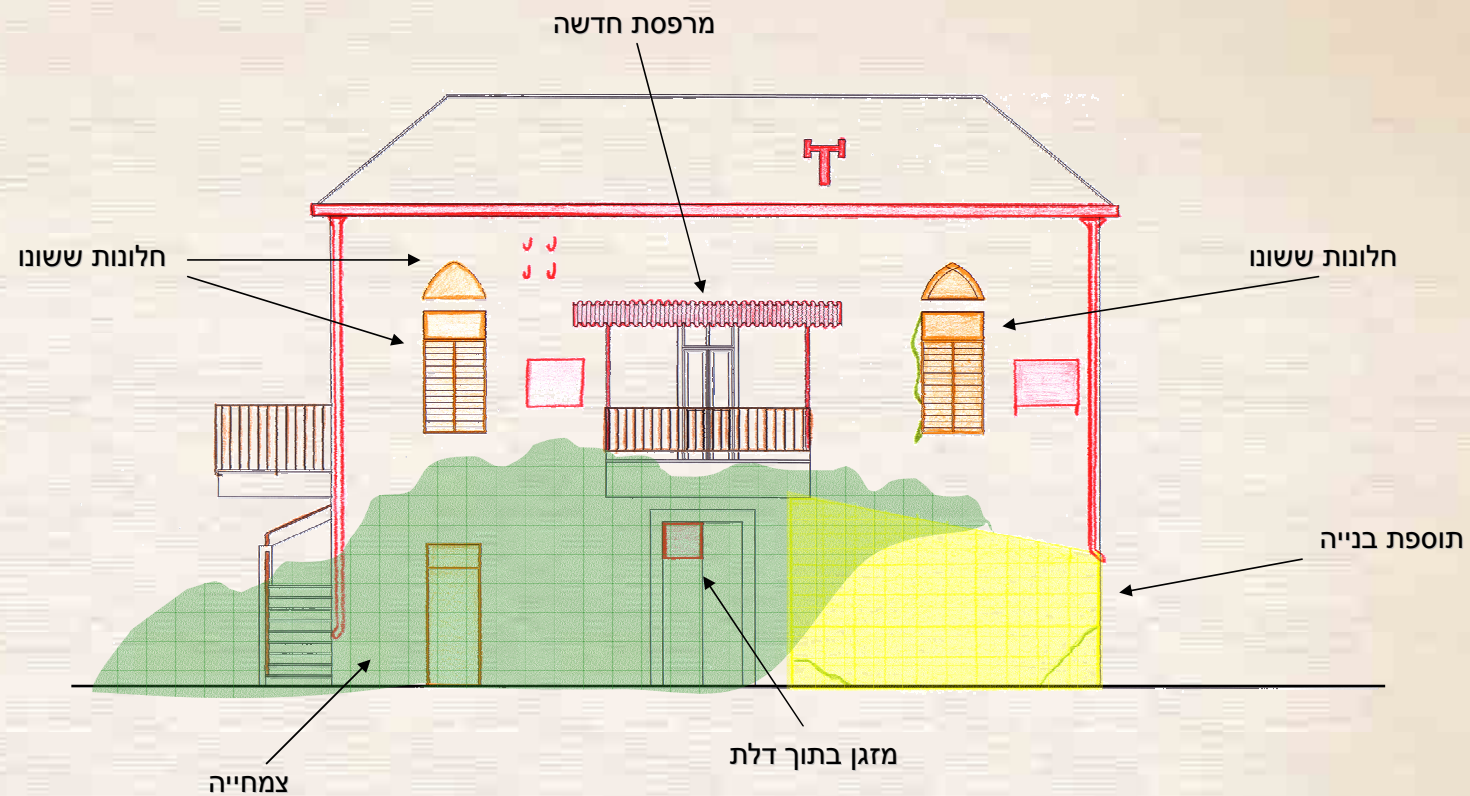 מרפסת חדשה
חלונות ששונו
חלונות ששונו
תוספת בנייה
מזגן בתוך דלת
צמחייה